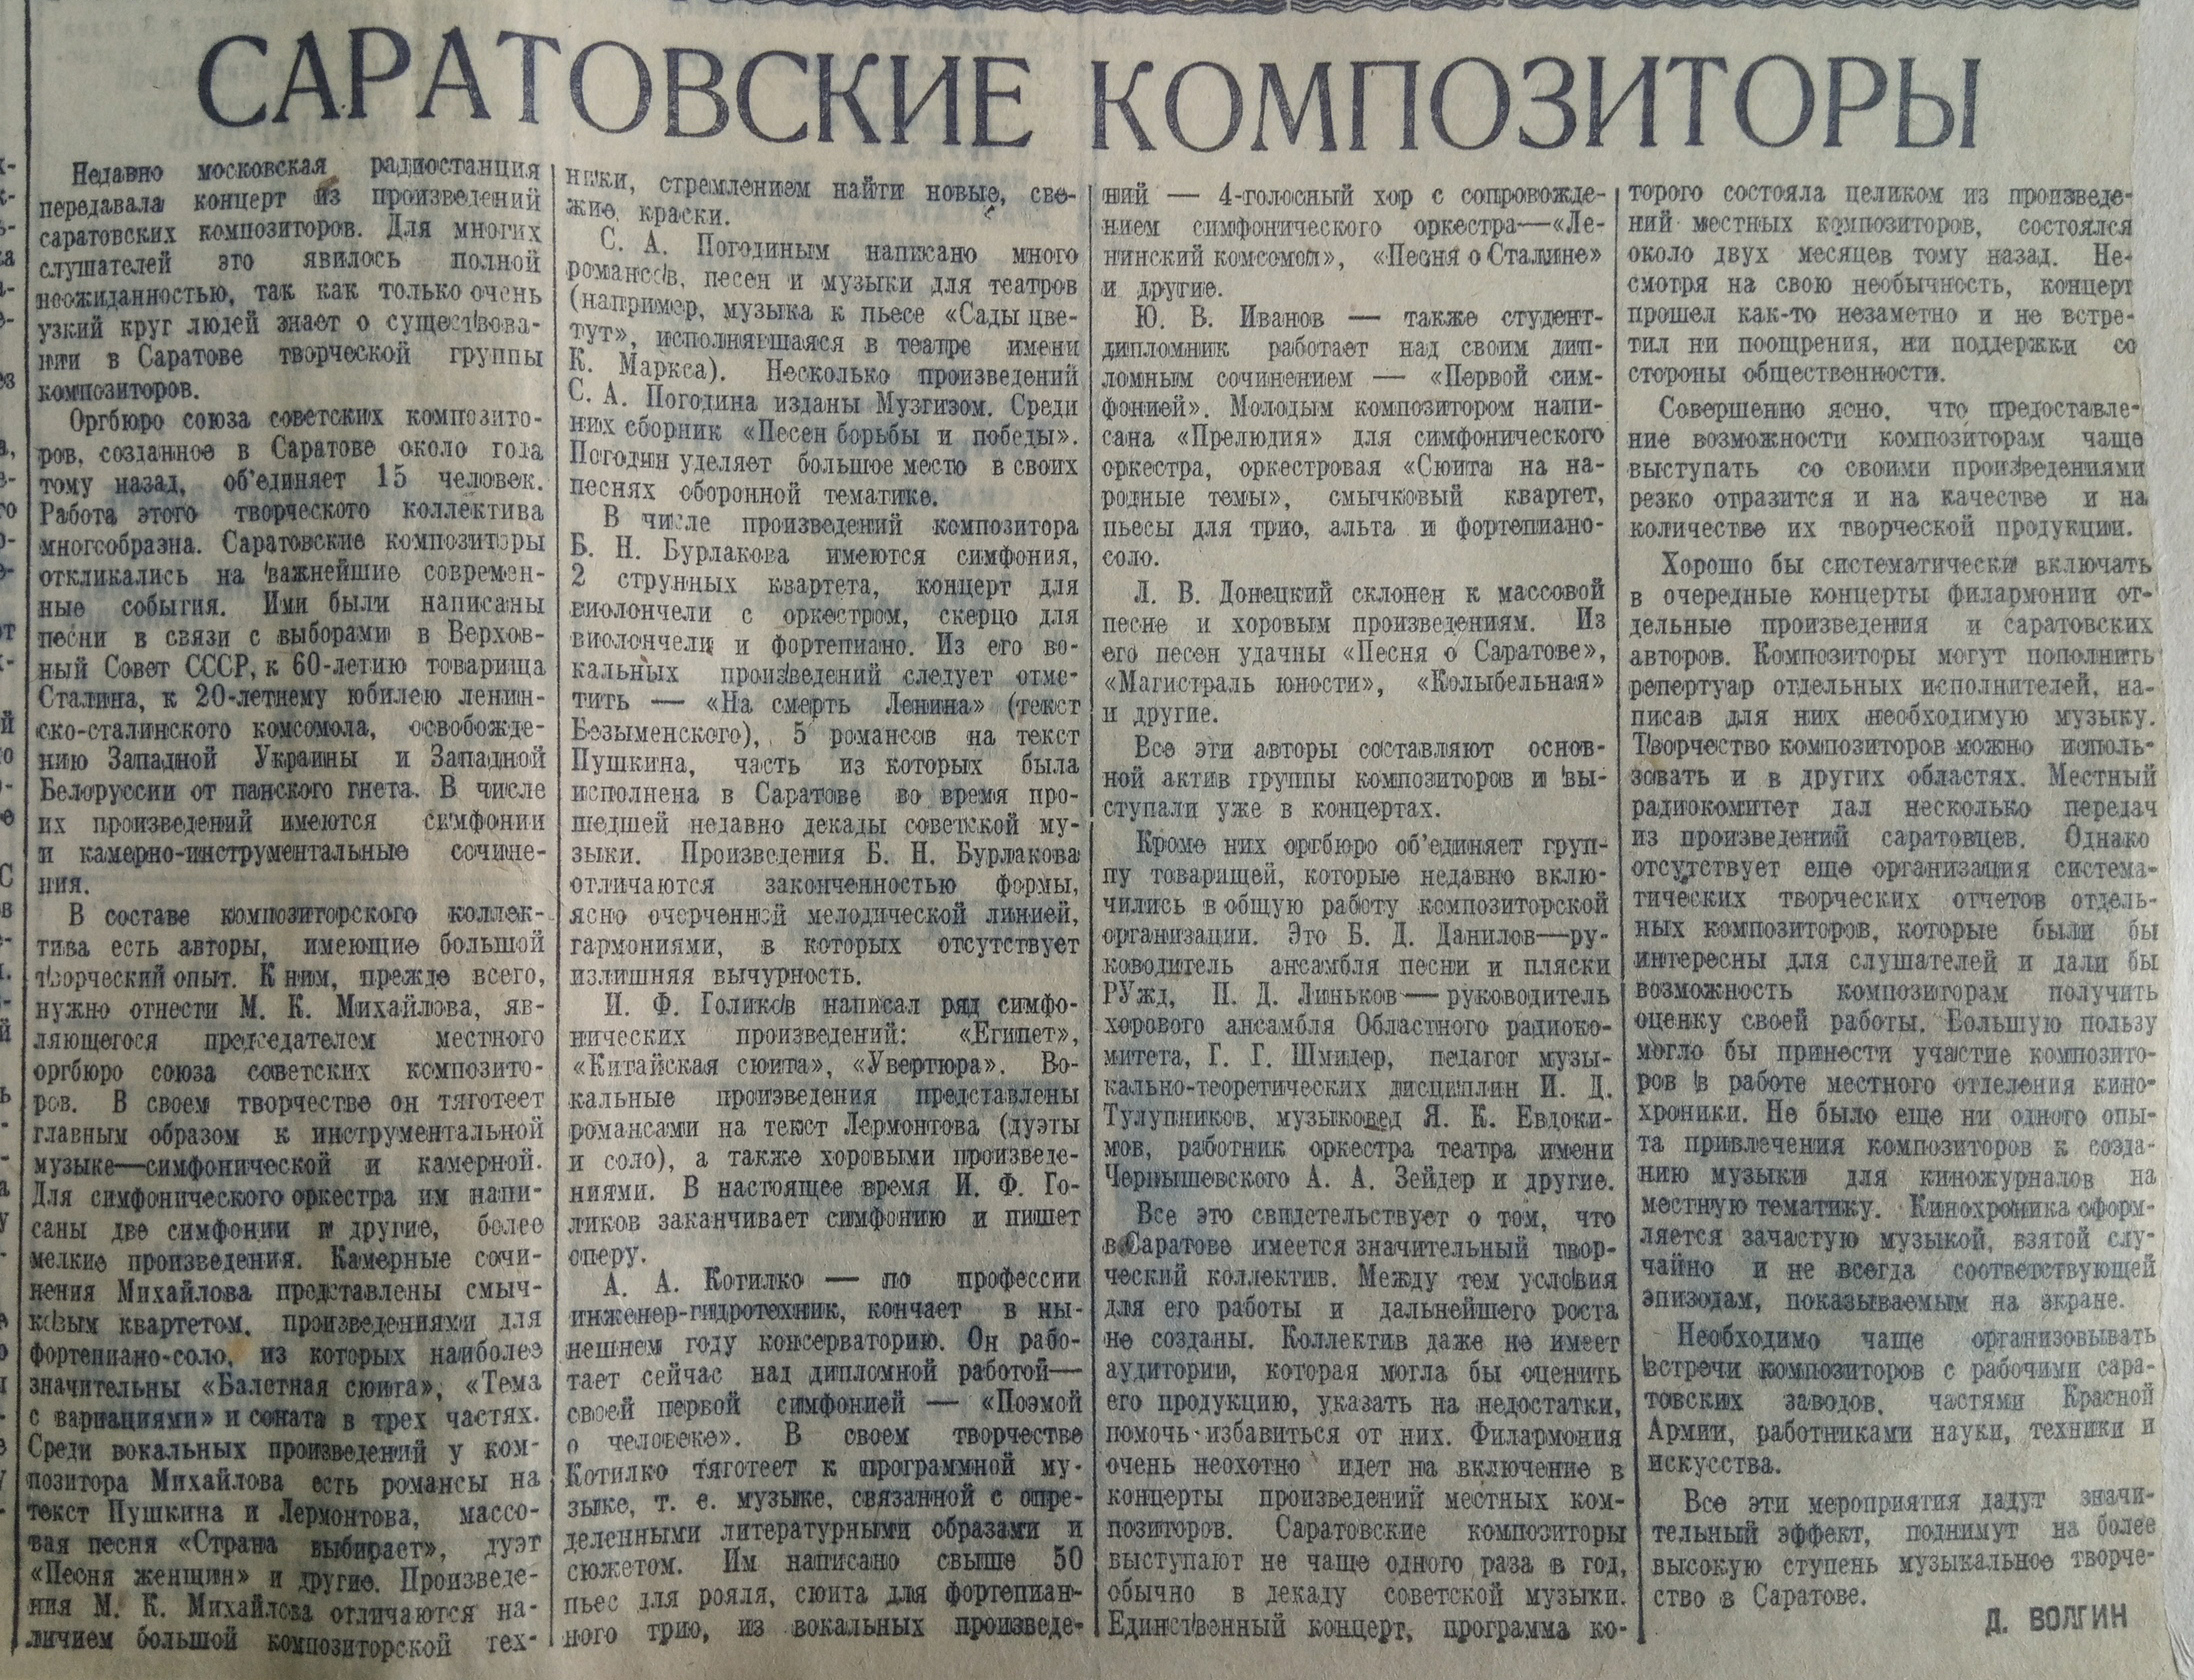 САРАТОВСКИЕ КОМПОЗИТОРЫ
Недавно московская радиостанция
передавала концерт из произведений
саратовских композиторов. Для многих
слушателей это явилось полной
неожиданностью, так как только очень
узкий круг людей знает о существова-
нии в Саратове творческой группы
композиторов.
Оргбюро союза советских композито-
ров, созданное в Саратове около года
тому назад, об'единяет 15 человек.
Работа этого творческого коллектива
многообразна. Саратовские композиторы
откликались на важнейшие современ-
ные события. Ими были написаны
песни в связи с выборами в Верхов-
ный Совет СССР, к 60-летию товарища
Сталина, к 20-летнему юбилею ленин-
ско-сталинского комсомола, освобожде-
нию Западной Украины и Западной
Белоруссии от панского гнета. В числе
их произведений имеются симфонии
и камерно-инструментальные сочине-
ния.
В составе композиторского коллек-
тива есть авторы, имеющие большой
творческий опыт. К ним, прежде всего,
нужно отнести М. К. Михайлова, яв-
ляющегося председателем местного
оргбюро союза советских композито-
ров. В своем творчестве он тяготеет
главным образом к инструментальной
музыке—симфонической и камерной.
Для симфонического оркестра им напи-
саны две симфонии и другие, более
мелкие произведения. Камерные сочи-
нения Михайлова представлены смыч-
ковым квартетом, произведениями для
фортепиано-соло, из которых наиболее
значительны «Балетная сюита», «Тема
с вариациями» и соната в трех частях.
Среди вокальных произведений у ком-
позитора Михайлова есть романсы на
текст Пушкина и Лермонтова, массо-
вая песня «Страна выбирает», дуэт
«Песня женщин» и другие. Произведе-
ния М. К. Михайлова отличаются на-
личием большой композиторской тех-
ники, стремлением найти новые, све-
жие краски.
С. А. Погодиным написано много
романсов, песен и музыки для театров
(например, музыка к пьесе «Сады цве-
тут», исполнявшаяся в театре имени
К. Маркса). Несколько произведений
С. А. Погодина изданы Музгизом. Среди
них сборник «Песен борьбы и победы».
Погодин уделяет большое место в своих
песнях оборонной тематике.
В числе произведений композитора
Б. Н. Бурлакова имеются симфония,
2 струнных квартета, концерт для
виолончели с оркестром, скерцо для
виолончели и фортепиано. Из его во-
кальных произведений следует отме-
тить — «На смерть Ленина» (текст
Безыменского), 5 романсов на текст
Пушкина, часть из которых была
исполнена в Саратове во время про-
шедшей недавно декады советской му-
зыки. Произведения Б. Н. Бурлакова
отличаются законченностью формы,
ясно очерченной мелодической линией,
гармониями, в которых отсутствует
излишняя вычурность.
И. Ф. Голиков написал ряд симфо-
нических произведений: «Египет»,
«Китайская сюита», «Увертюра». Во-
кальные произведения представлены
романсами на текст Лермонтова (дуэты
и соло), а также хоровыми произведе-
ниями. В настоящее время И. Ф. Го-
ликов заканчивает симфонию и пишет
оперу.
А. А. Котилко — по профессии
инженер-гидротехник, кончает в ны-
нешнем году консерваторию. Он рабо-
тает сейчас над дипломной работой—
своей первой симфонией — «Поэмой
о человеке». В своем творчестве
Котилко тяготеет к программной му-
зыке, т. е. музыке, связанной с опре-
деленными литературными образами и
сюжетом. Им написано свыше 50
пьес для рояля, сюита для фортепиан-
ного трио, из вокальных произведе-
ний — 4-голосный хор с сопровожде-
нием симфонического оркестра—«Ле-
нинский комсомол», «Песня о Сталине»
и другие.
Ю. В. Иванов — также студент-
дипломник работает над своим дип-
ломным сочинением — «Первой сим-
фонией». Молодым композитором напи-
сана «Прелюдия» для симфонического
оркестра, оркестровая «Сюита на на-
родные темы», смычковый квартет,
пьесы для трио, альта и фортепиано-
соло.
Л. В. Донецкий склонен к массовой
песне и хоровым произведениям. Из
его песен удачны «Песня о Саратове»,
«Магистраль юности», «Колыбельная»
и другие.
Все эти авторы составляют основ-
ной актив группы композиторов и вы-
ступали уже в концертах.
Кроме них оргбюро об'единяет груп-
пу товарищей, которые недавно вклю-
чились в общую работу композиторской
организации. Это Б. Д. Данилов—ру-
ководитель ансамбля песни и пляски
РУжд, П. Д. Линьков — руководитель
хорового ансамбля Областного радиоко-
митета, Г. Г. Шмидер, педагог музы-
кально-теоретических дисциплин И. Д.
Тулупников, музыковед Я. К. Евдоки-
мов, работник оркестра театра имени
Чернышевского А. А. Зейдер и другие.
Все это свидетельствует о том, что
в Саратове имеется значительный твор-
ческий коллектив. Между тем условия
для его работы и дальнейшего роста
не созданы. Коллектив даже не имеет
аудитории, которая могла бы оценить
его продукцию, указать на недостатки,
помочь избавиться от них. Филармония
очень неохотно идет на включение в
концерты произведений местных ком-
позиторов. Саратовские композиторы
выступают не чаще одного раза в год,
обычно в декаду советской музыки.
Единственный концерт, программа ко-
торого состояла целиком из произведе-
ний местных композиторов, состоялся
около двух месяцев тому назад. Не-
смотря на свою необычность, концерт
прошел как-то незаметно и не встре-
тил ни поощрения, ни поддержки со
стороны общественности.
Совершенно ясно, что предоставле-
ние возможности композиторам чаще
выступать со своими произведениями
резко отразится и на качестве и на
количестве их творческой продукции.
Хорошо бы систематически включать
в очередные концерты филармонии от-
дельные произведения и саратовских
авторов. Композиторы могут пополнить
репертуар отдельных исполнителей, на-
писав для них необходимую музыку.
Творчество композиторов можно исполь-
зовать и в других областях. Местный
радиокомитет дал несколько передач
из произведений саратовцев. Однако
отсутствует еще организация система-
тических творческих отчетов отдель-
ных композиторов, которые были бы
интересны для слушателей и дали бы
возможность композиторам получить
оценку своей работы. Большую пользу
могло бы принести участие композито-
ров в работе местного отделения кино-
хроники. Не было еще ни одного опы-
та привлечения композиторов к созда-
нию музыки для киножурналов на
местную тематику. Кинохроника оформ-
ляется зачастую музыкой, взятой слу-
чайно и не всегда соответствующей
эпизодам, показываемым на экране.
Необходимо чаще организовывать
встречи композиторов с рабочими сара-
товских заводов, частями Красной
Армии, работниками науки, техники и
искусства.
Все эти мероприятия дадут значи-
тельный эффект, поднимут на более
высокую ступень музыкальное творче-
ство в Саратове.
Д. ВОЛГИН